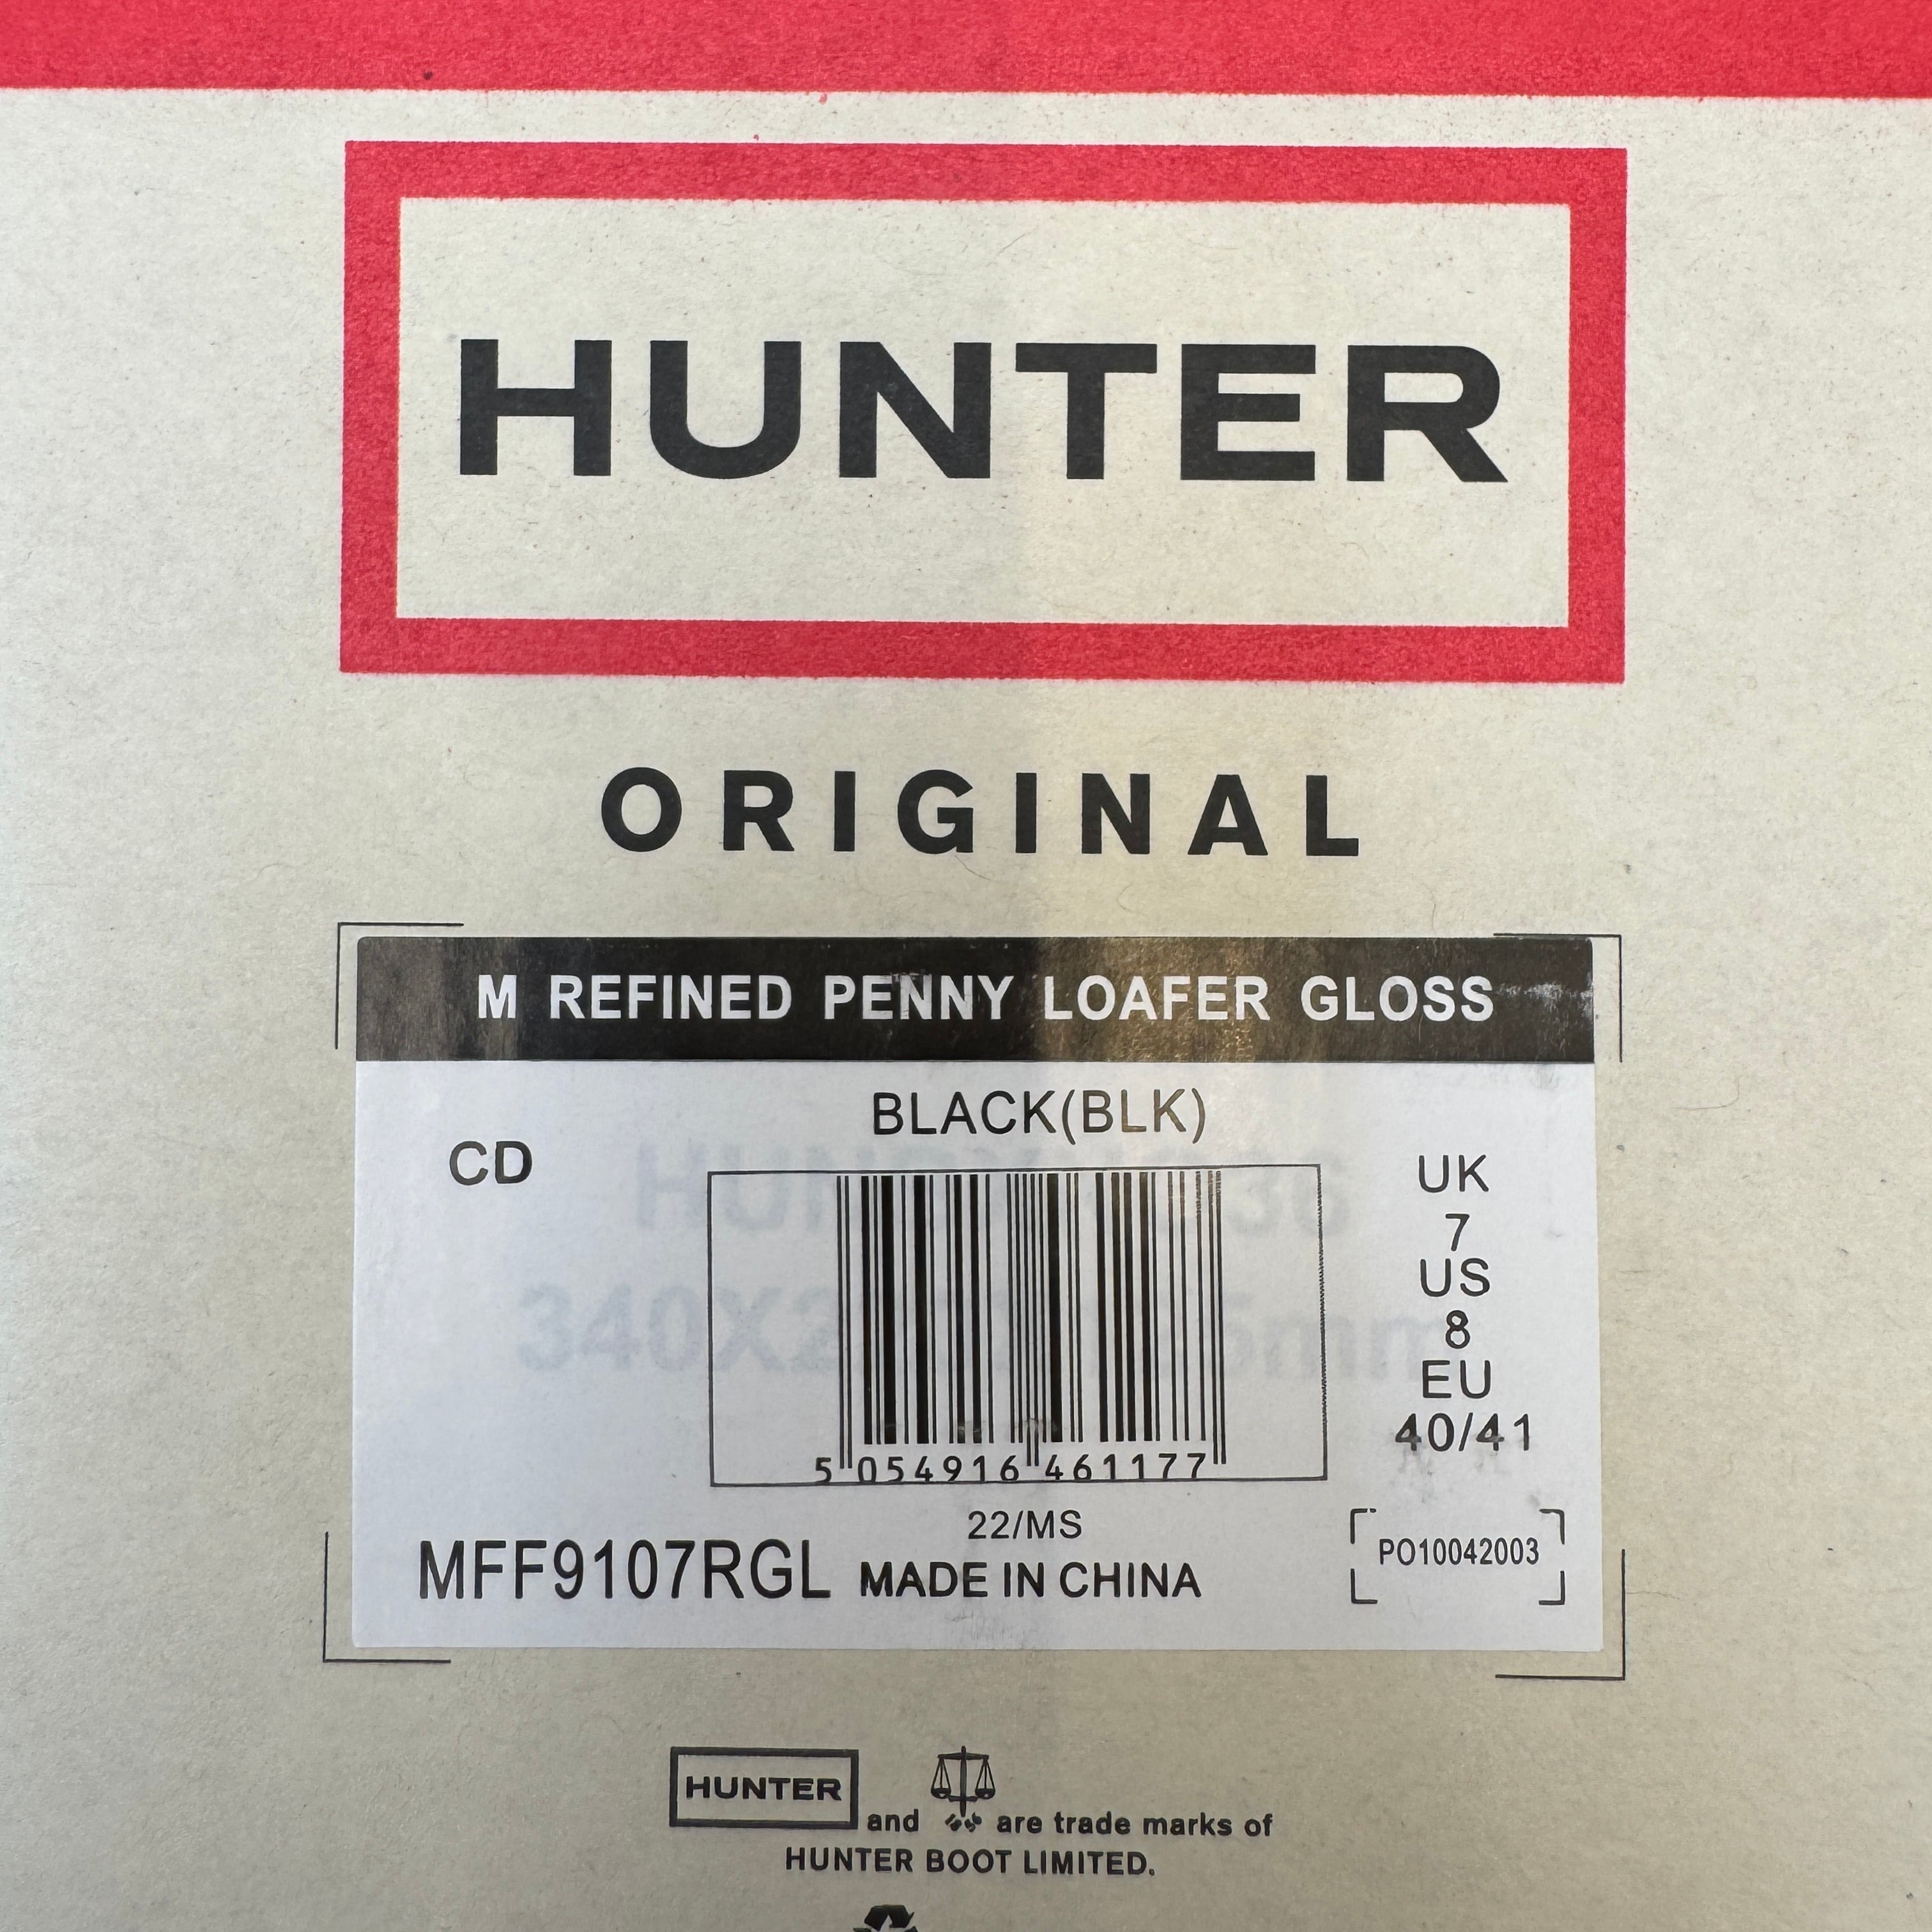 HUNTER
ORIGINAL
M REFINED PENNY LOAFER GLOSS
BLACK(BLK)
CD
UK
7
US
8
EU
40/41
5 054916 461177
22/MS
MFF9107RGL MADE IN CHINA
PO10042003
HUNTER and are trade marks of
HUNTER BOOT LIMITED.